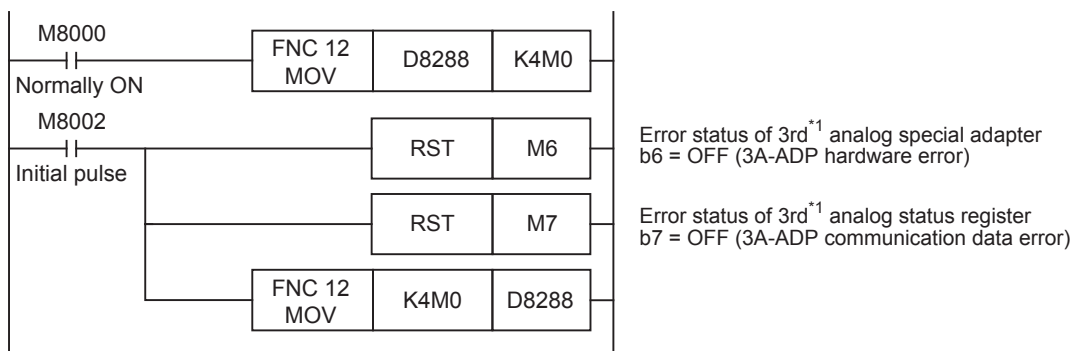 M8000
Normally ON
FNC 12
MOV
D8288
K4M0
M8002
Initial pulse
RST
M6
Error status of 3rd*1 analog special adapter
b6 = OFF (3A-ADP hardware error)
RST
M7
Error status of 3rd*1 analog status register
b7 = OFF (3A-ADP communication data error)
FNC 12
MOV
K4M0
D8288